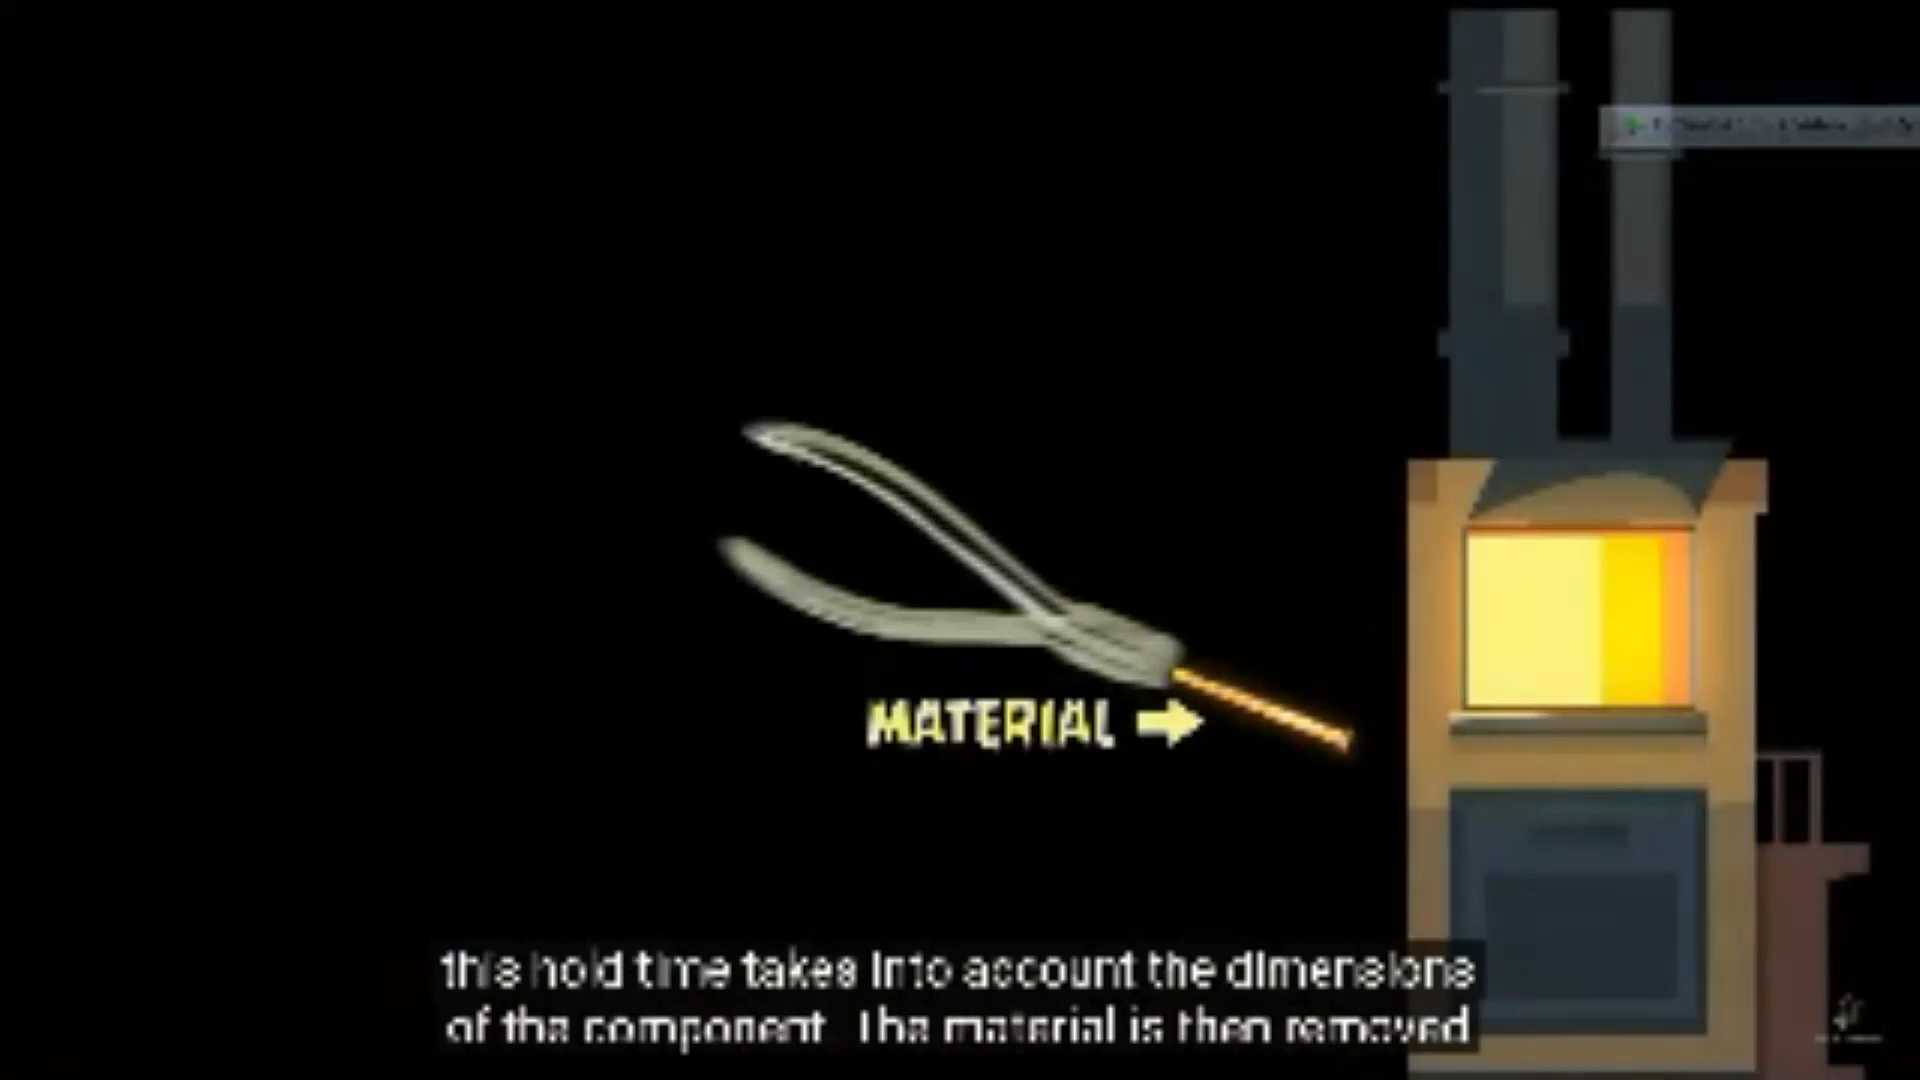 MATERIAL
this hold time takes into account the dimensions
of the component. The material is then removed